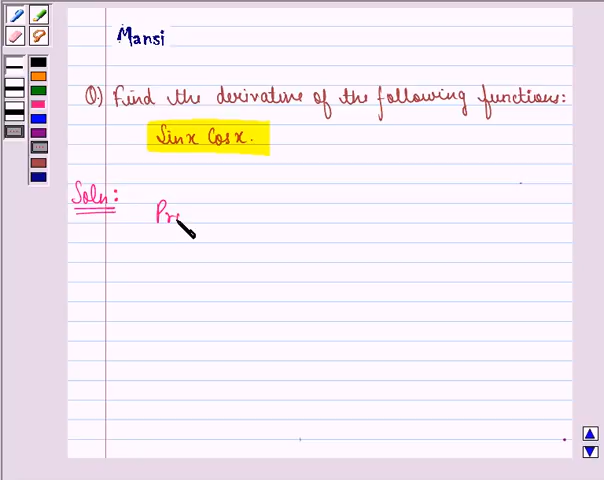 Mansi
Q.) Find the derivative of the following functions:
Sinx Cosx.
Soln:
Pr